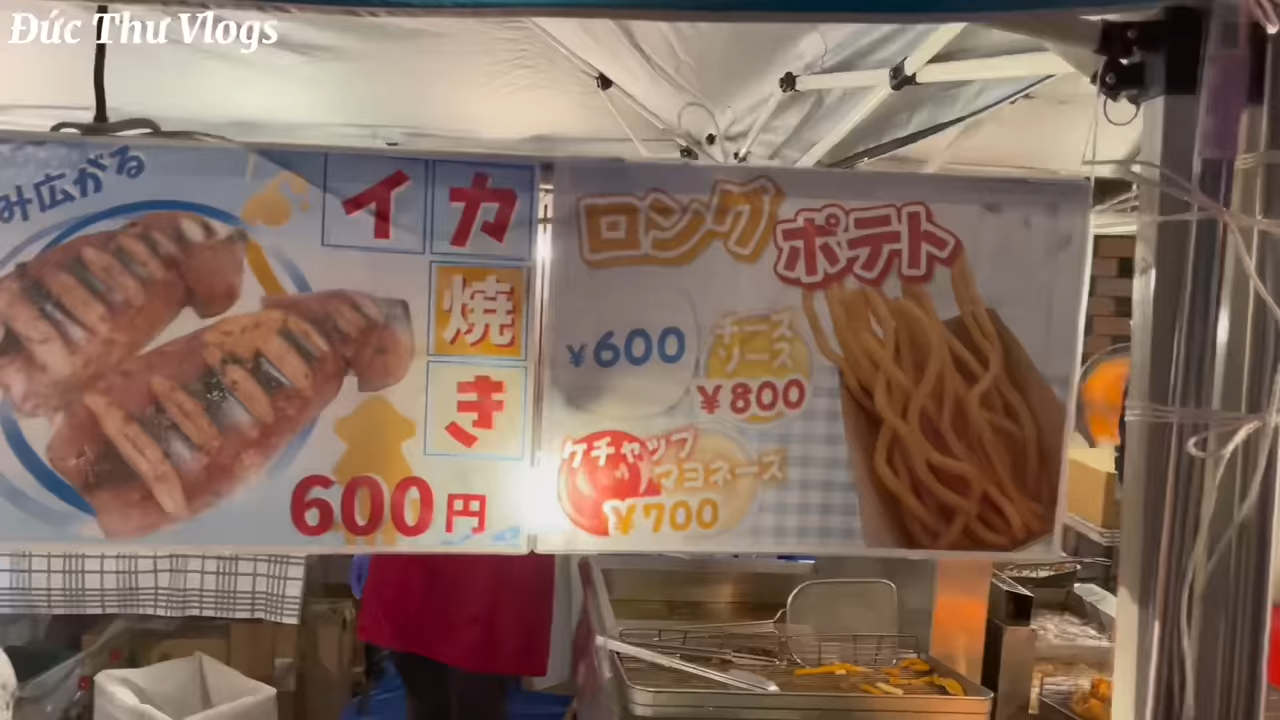 Đức Thư Vlogs
み広がる
イカ
焼
き
600円
ロング
ポテト
¥600
チーズ
ソース
¥800
ケチャップ
マヨネーズ
¥700